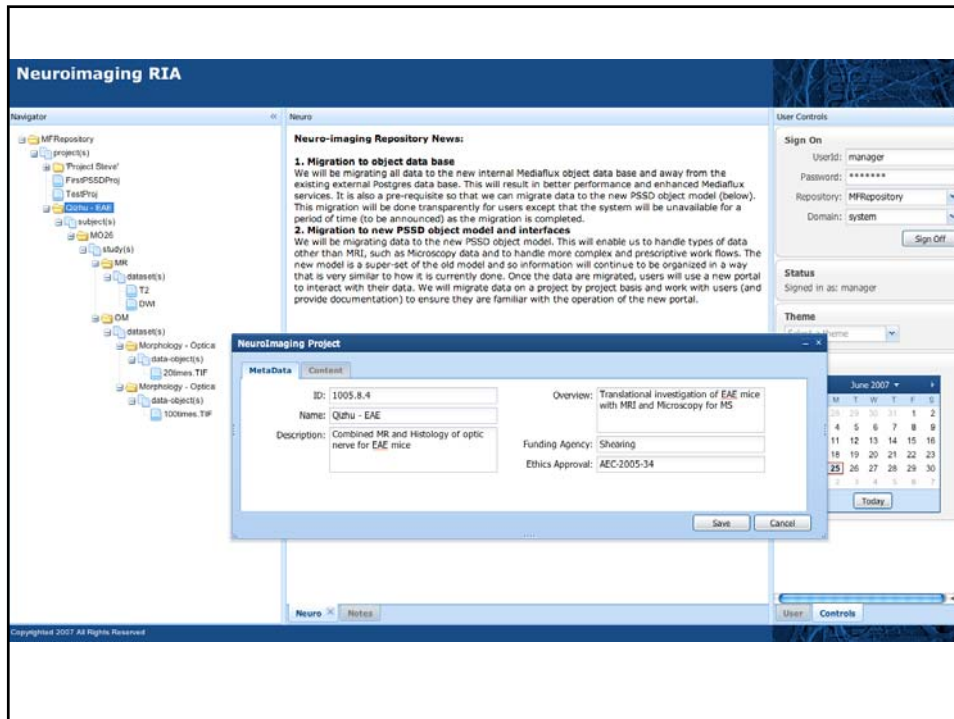 Neuroimaging RIA
Navigator
MFRepository
project(s)
'Project Steve'
FirstPSSDProj
TestProj
Qizhu - EAE
subject(s)
MO26
study(s)
MR
dataset(s)
T2
DWI
OM
dataset(s)
Morphology - Optica
data-object(s)
20times.TIF
Morphology - Optica
data-object(s)
100times.TIF
Neuro
Neuro-imaging Repository News:
1. Migration to object data base
We will be migrating all data to the new internal Mediaflux object data base and away from the
existing external Postgres data base. This will result in better performance and enhanced Mediaflux
services. It is also a pre-requisite so that we can migrate data to the new PSSD object model (below).
This migration will be done transparently for users except that the system will be unavailable for a
period of time (to be announced) as the migration is completed.
2. Migration to new PSSD object model and interfaces
We will be migrating data to the new PSSD object model. This will enable us to handle types of data
other than MRI, such as Microscopy data and to handle more complex and prescriptive work flows. The
new model is a super-set of the old model and so information will continue to be organized in a way
that is very similar to how it is currently done. Once the data are migrated, users will use a new portal
to interact with their data. We will migrate data on a project by project basis and work with users (and
provide documentation) to ensure they are familiar with the operation of the new portal.
User Controls
Sign On
UserId: manager
Password: *******
Repository: MFRepository
Domain: system
Sign Off
Status
Signed in as: manager
Theme
Select a theme
NeuroImaging Project
MetaData Content
ID: 1005.8.4
Name: Qizhu - EAE
Description: Combined MR and Histology of optic
nerve for EAE mice
Overview: Translational investigation of EAE mice
with MRI and Microscopy for MS
Funding Agency: Shearing
Ethics Approval: AEC-2005-34
Save Cancel
June 2007
M T W T F S
28 29 30 31 1 2
4 5 6 7 8 9
11 12 13 14 15 16
18 19 20 21 22 23
25 26 27 28 29 30
2 3 4 5 6 7
Today
Neuro Notes
User Controls
Copyrighted 2007 All Rights Reserved